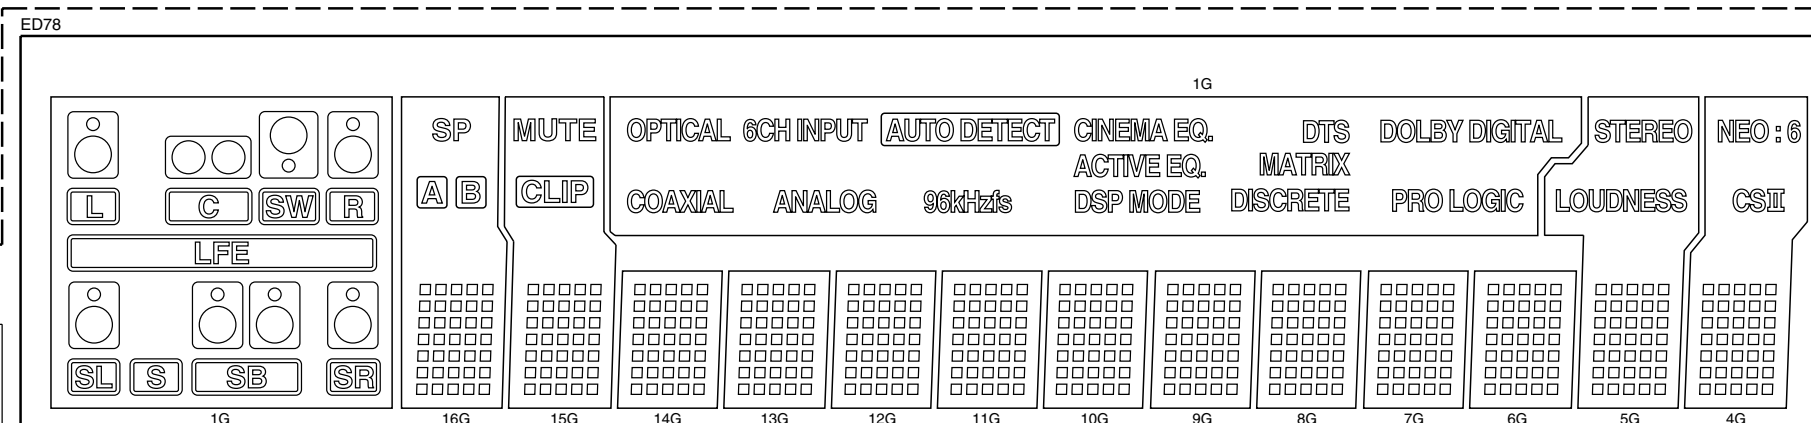 ED78
1G
SP MUTE OPTICAL 6CH INPUT AUTO DETECT CINEMA EQ. DTS DOLBY DIGITAL STEREO NEO : 6
ACTIVE EQ. MATRIX
A B CLIP COAXIAL ANALOG 96kHzfs DSP MODE DISCRETE PRO LOGIC LOUDNESS CSII
L C SW R
LFE
SL S SB SR
1G 16G 15G 14G 13G 12G 11G 10G 9G 8G 7G 6G 5G 4G